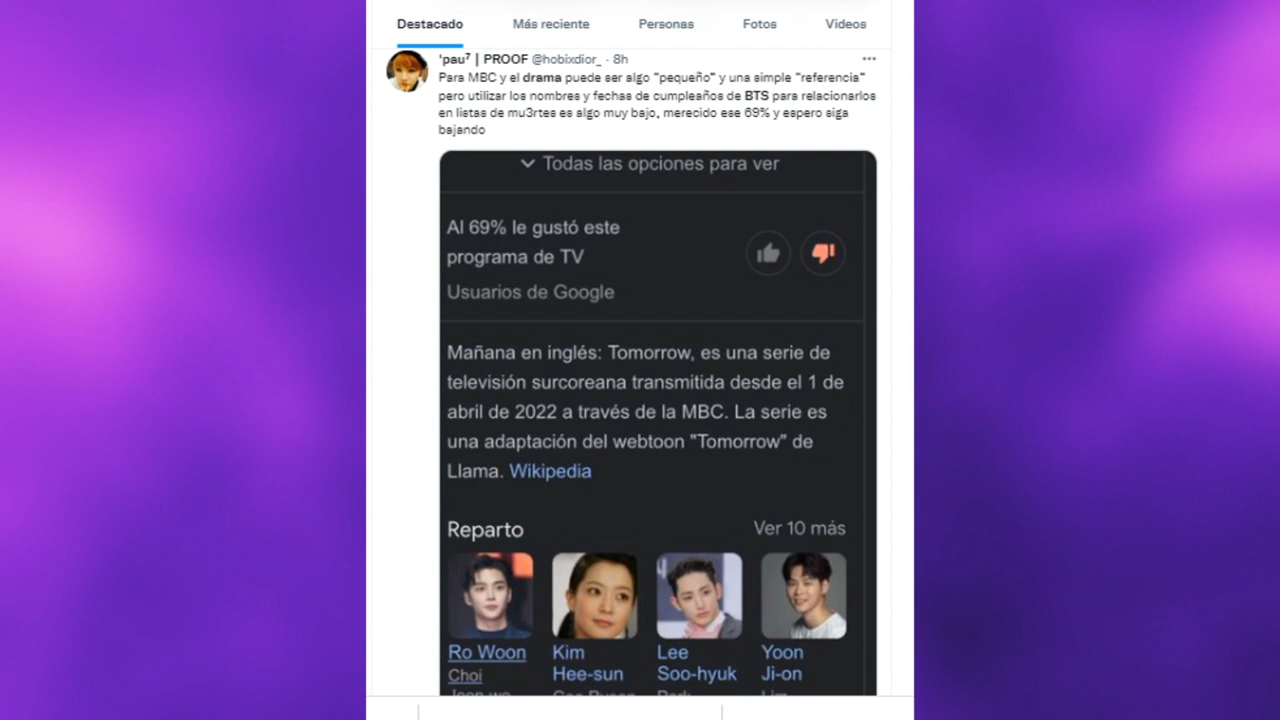 Destacado Más reciente Personas Fotos Videos
'pau⁷ | PROOF @hobixdior_ · 8h
Para MBC y el drama puede ser algo "pequeño" y una simple "referencia"
pero utilizar los nombres y fechas de cumpleaños de BTS para relacionarlos
en listas de mu3rtes es algo muy bajo, merecido ese 69% y espero siga
bajando
Todas las opciones para ver
Al 69% le gustó este
programa de TV
Usuarios de Google
Mañana en inglés: Tomorrow, es una serie de
televisión surcoreana transmitida desde el 1 de
abril de 2022 a través de la MBC. La serie es
una adaptación del webtoon "Tomorrow" de
Llama. Wikipedia
Reparto Ver 10 más
Ro Woon Kim Lee Yoon
Hee-sun Soo-hyuk Ji-on
Choi